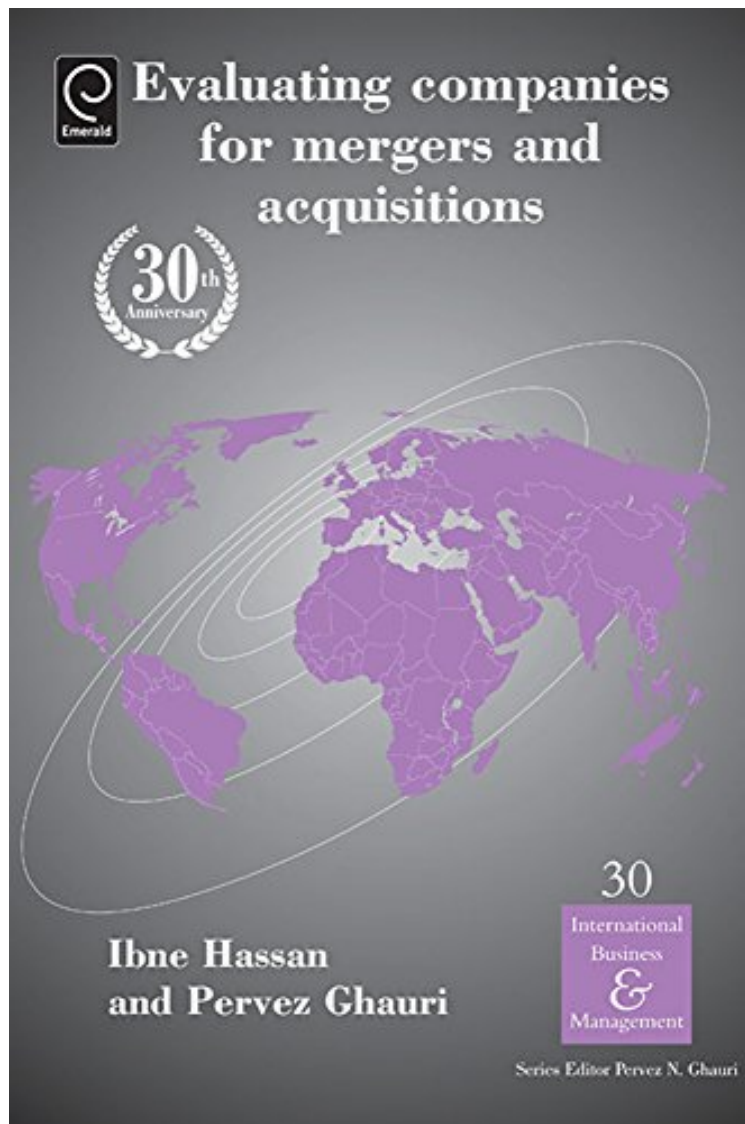 Emerald
Evaluating companies
for mergers and
acquisitions
30th
Anniversary
Ibne Hassan
and Pervez Ghauri
30
International
Business
&
Management
Series Editor Pervez N. Ghauri